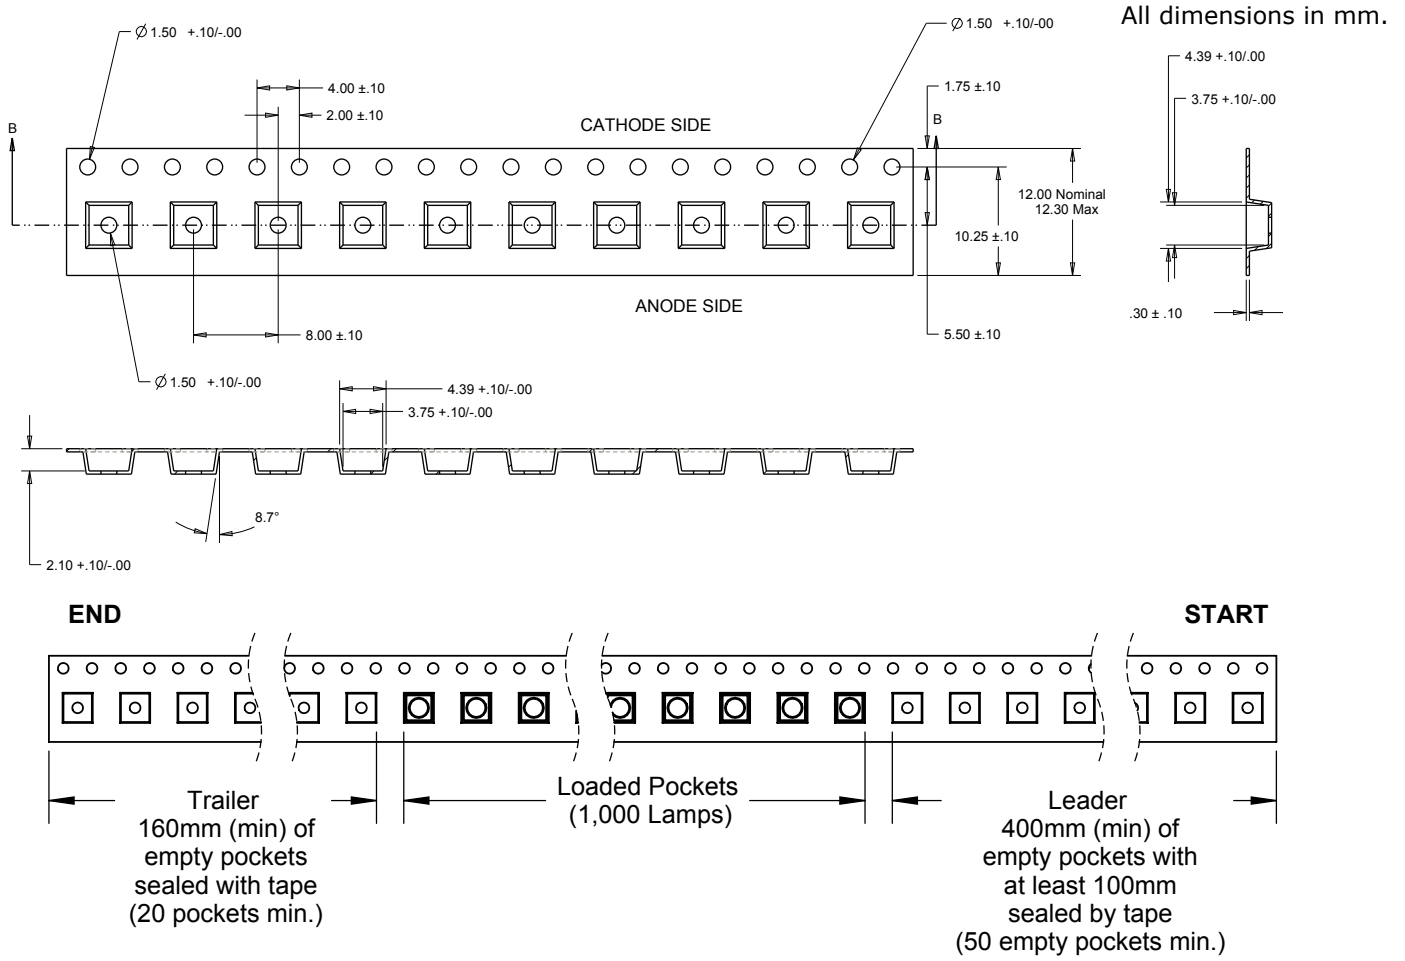 All dimensions in mm.
Ø 1.50 +.10/-.00
Ø 1.50 +.10/-00
4.39 +.10/.00
4.00 ±.10
1.75 ±.10
3.75 +.10/-.00
2.00 ±.10
B
CATHODE SIDE
B
12.00 Nominal
12.30 Max
10.25 ±.10
ANODE SIDE
.30 ± .10
8.00 ±.10
5.50 ±.10
Ø 1.50 +.10/-.00
4.39 +.10/-.00
3.75 +.10/-.00
8.7°
2.10 +.10/-.00
END
START
Trailer
160mm (min) of
empty pockets
sealed with tape
(20 pockets min.)
Loaded Pockets
(1,000 Lamps)
Leader
400mm (min) of
empty pockets with
at least 100mm
sealed by tape
(50 empty pockets min.)